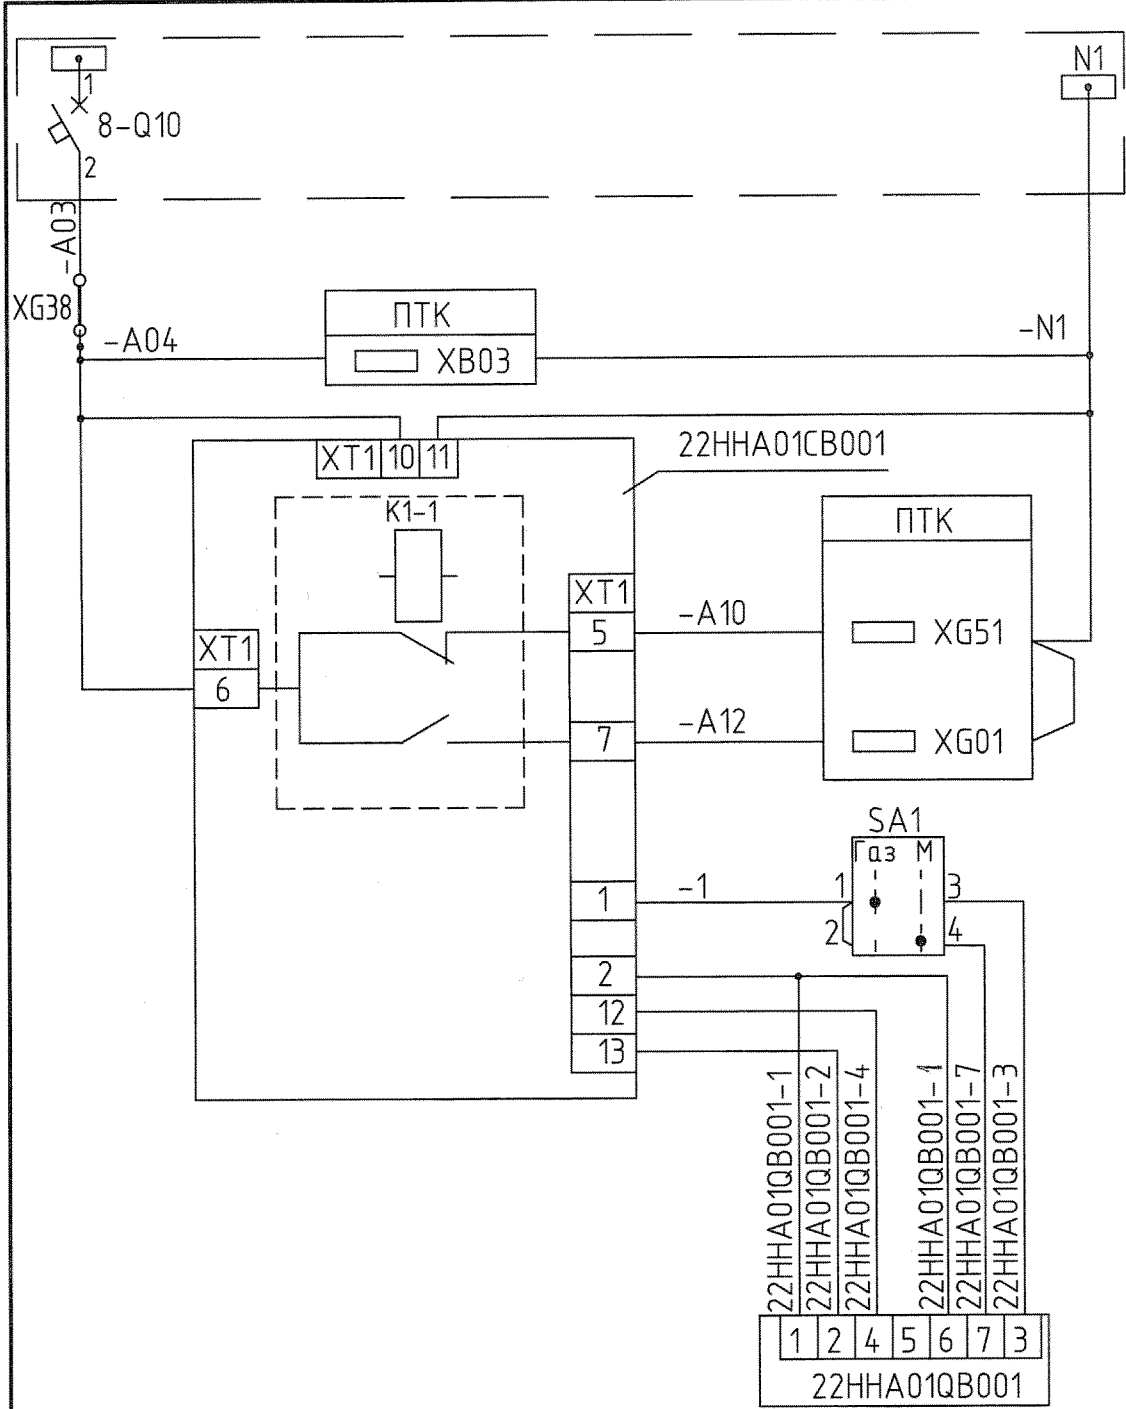 N1
1
8-Q10
2
-A03
XG38
ПТК
-A04
-N1
XB03
22HHA01CB001
XT1 10 11
K1-1
ПТК
XT1
-A10
5
XG51
XT1
6
-A12
7
XG01
SA1
Газ М
1
-1
1
3
2
4
2
12
13
22HHA01QB001-1
22HHA01QB001-2
22HHA01QB001-4
22HHA01QB001-1
22HHA01QB001-7
22HHA01QB001-3
1 2 4 5 6 7 3
22HHA01QB001